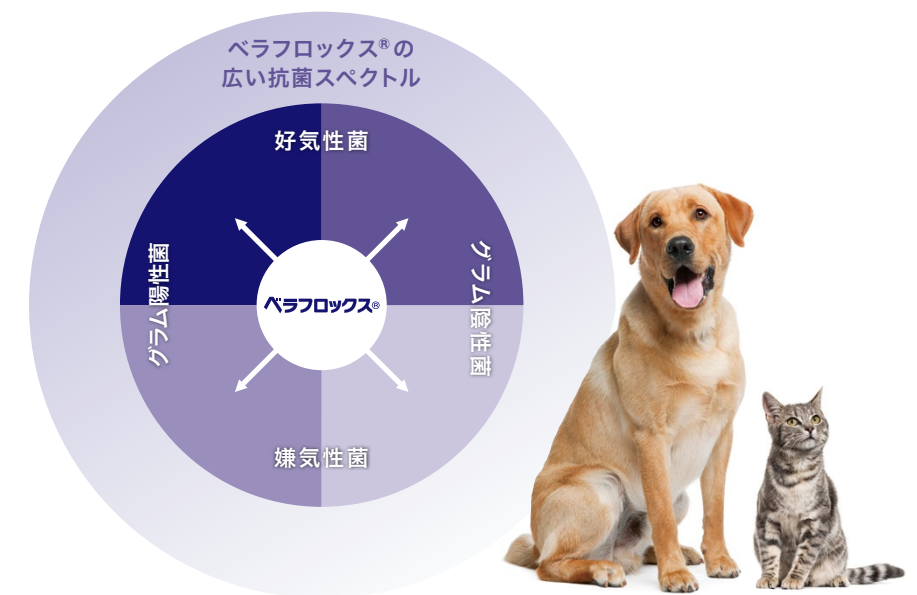 ベラフロックス®の
広い抗菌スペクトル
好気性菌
グラム陽性菌
グラム陰性菌
ベラフロックス®
嫌気性菌